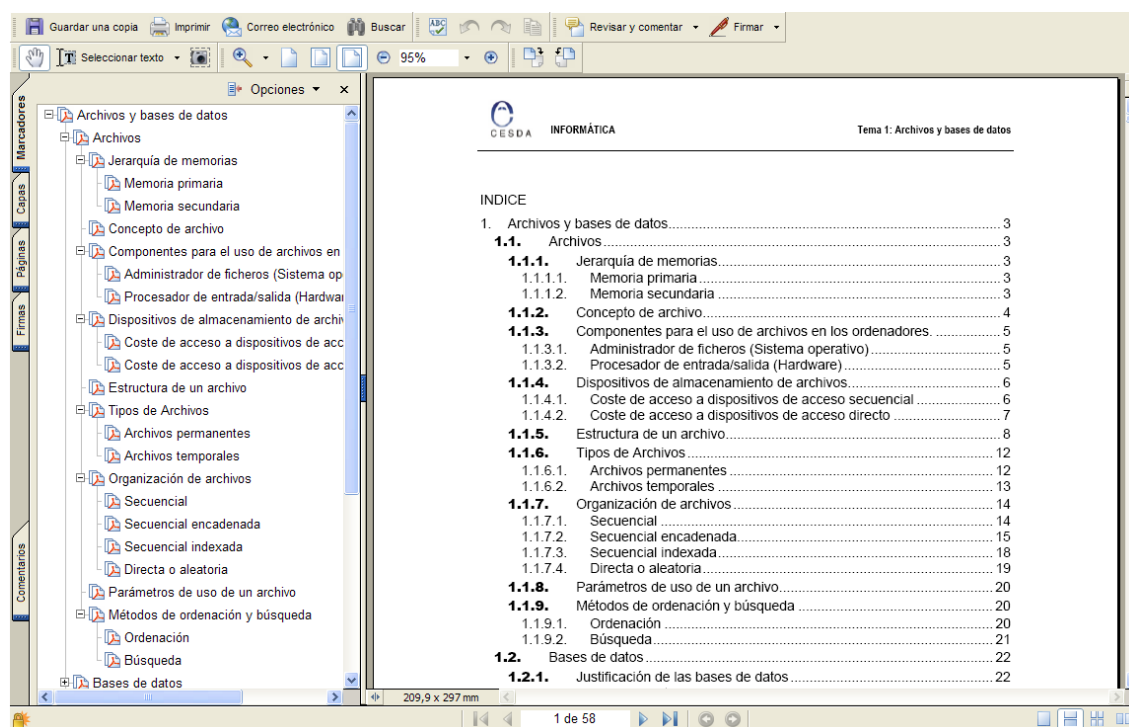 Guardar una copia Imprimir Correo electrónico Buscar ABC Revisar y comentar Firmar
T Seleccionar texto 95%
Marcadores
Capas
Páginas
Firmas
Comentarios
Opciones x
Archivos y bases de datos
Archivos
Jerarquía de memorias
Memoria primaria
Memoria secundaria
Concepto de archivo
Componentes para el uso de archivos en
Administrador de ficheros (Sistema op
Procesador de entrada/salida (Hardwar
Dispositivos de almacenamiento de archiv
Coste de acceso a dispositivos de acc
Coste de acceso a dispositivos de acc
Estructura de un archivo
Tipos de Archivos
Archivos permanentes
Archivos temporales
Organización de archivos
Secuencial
Secuencial encadenada
Secuencial indexada
Directa o aleatoria
Parámetros de uso de un archivo
Métodos de ordenación y búsqueda
Ordenación
Búsqueda
Bases de datos
CESDA INFORMÁTICA Tema 1: Archivos y bases de datos
INDICE
1. Archivos y bases de datos 3
1.1. Archivos 3
1.1.1. Jerarquía de memorias 3
1.1.1.1. Memoria primaria 3
1.1.1.2. Memoria secundaria 3
1.1.2. Concepto de archivo 4
1.1.3. Componentes para el uso de archivos en los ordenadores. 5
1.1.3.1. Administrador de ficheros (Sistema operativo) 5
1.1.3.2. Procesador de entrada/salida (Hardware) 5
1.1.4. Dispositivos de almacenamiento de archivos 6
1.1.4.1. Coste de acceso a dispositivos de acceso secuencial 6
1.1.4.2. Coste de acceso a dispositivos de acceso directo 7
1.1.5. Estructura de un archivo 8
1.1.6. Tipos de Archivos 12
1.1.6.1. Archivos permanentes 12
1.1.6.2. Archivos temporales 13
1.1.7. Organización de archivos 14
1.1.7.1. Secuencial 14
1.1.7.2. Secuencial encadenada 15
1.1.7.3. Secuencial indexada 18
1.1.7.4. Directa o aleatoria 19
1.1.8. Parámetros de uso de un archivo 20
1.1.9. Métodos de ordenación y búsqueda 20
1.1.9.1. Ordenación 20
1.1.9.2. Búsqueda 21
1.2. Bases de datos 22
1.2.1. Justificación de las bases de datos 22
209,9 x 297 mm
1 de 58